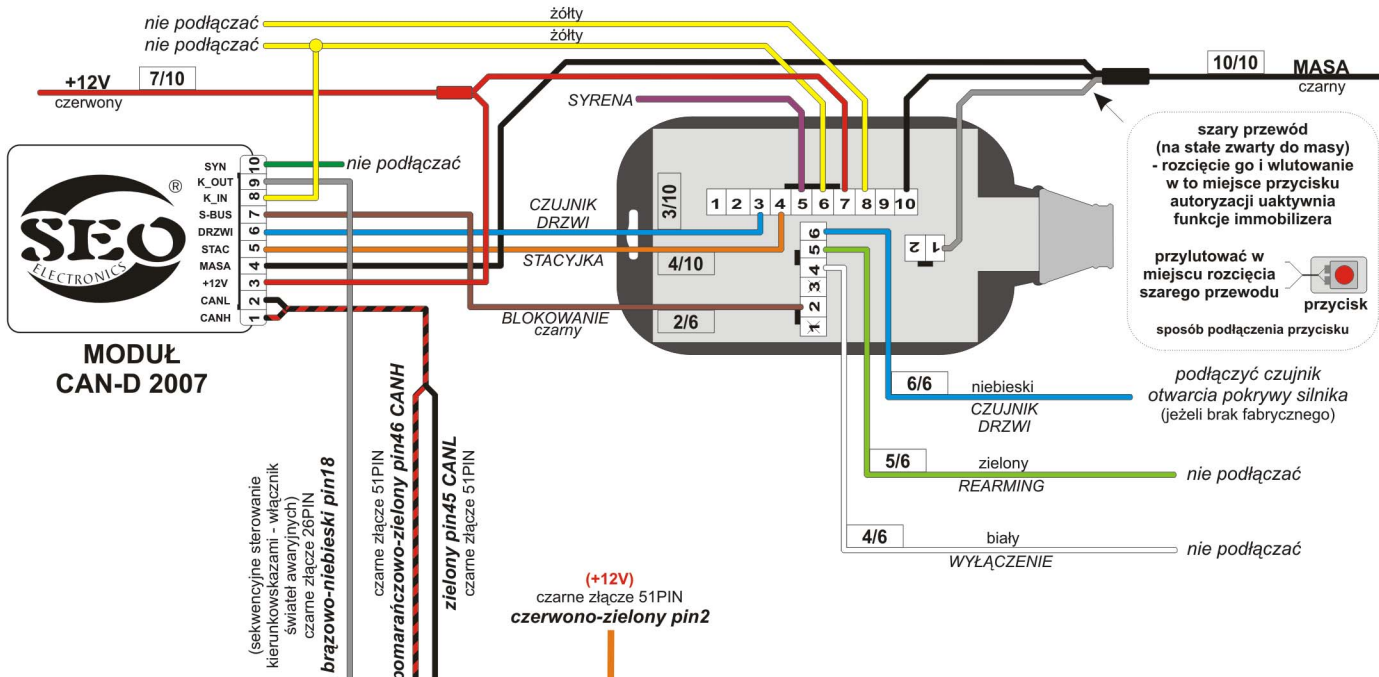 nie podłączać
żółty
nie podłączać
żółty
+12V
7/10
czerwony
10/10
MASA
czarny
SYRENA
SEO
ELECTRONICS
®
SYN 10
K_OUT 9
K_IN 8
S-BUS 7
DRZWI 6
STAC 5
MASA 4
+12V 3
CANL 2
CANH 1
nie podłączać
MODUŁ
CAN-D 2007
CZUJNIK
DRZWI
3/10
STACYJKA
4/10
BLOKOWANIE
czarny
2/6
1 2 3 4 5 6 7 8 9 10
6
5
4
3
2
1
2 1
szary przewód
(na stałe zwarty do masy)
- rozcięcie go i wlutowanie
w to miejsce przycisku
autoryzacji uaktywnia
funkcje immobilizera
przylutować w
miejscu rozcięcia
szarego przewodu
przycisk
sposób podłączenia przycisku
6/6
niebieski
CZUJNIK
DRZWI
podłączyć czujnik
otwarcia pokrywy silnika
(jeżeli brak fabrycznego)
5/6
zielony
REARMING
nie podłączać
4/6
biały
WYŁĄCZENIE
nie podłączać
(sekwencyjne sterowanie
kierunkowskazami - włącznik
świateł awaryjnych)
czarne złącze 26PIN
brązowo-niebieski pin18
czarne złącze 51PIN
pomarańczowo-zielony pin46 CANH
zielony pin45 CANL
czarne złącze 51PIN
(+12V)
czarne złącze 51PIN
czerwono-zielony pin2